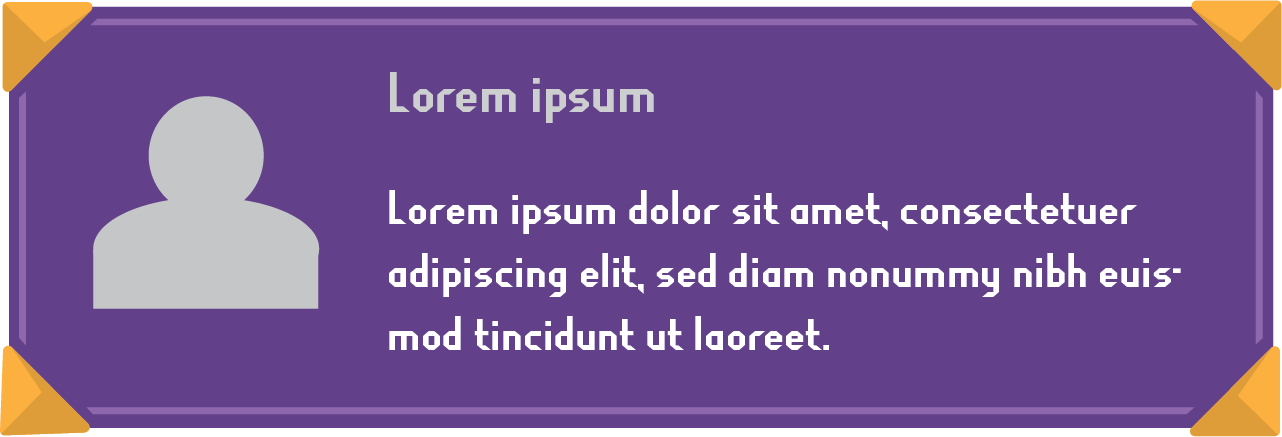 Lorem ipsum
Lorem ipsum dolor sit amet, consectetuer
adipiscing elit, sed diam nonummy nibh euis-
mod tincidunt ut laoreet.